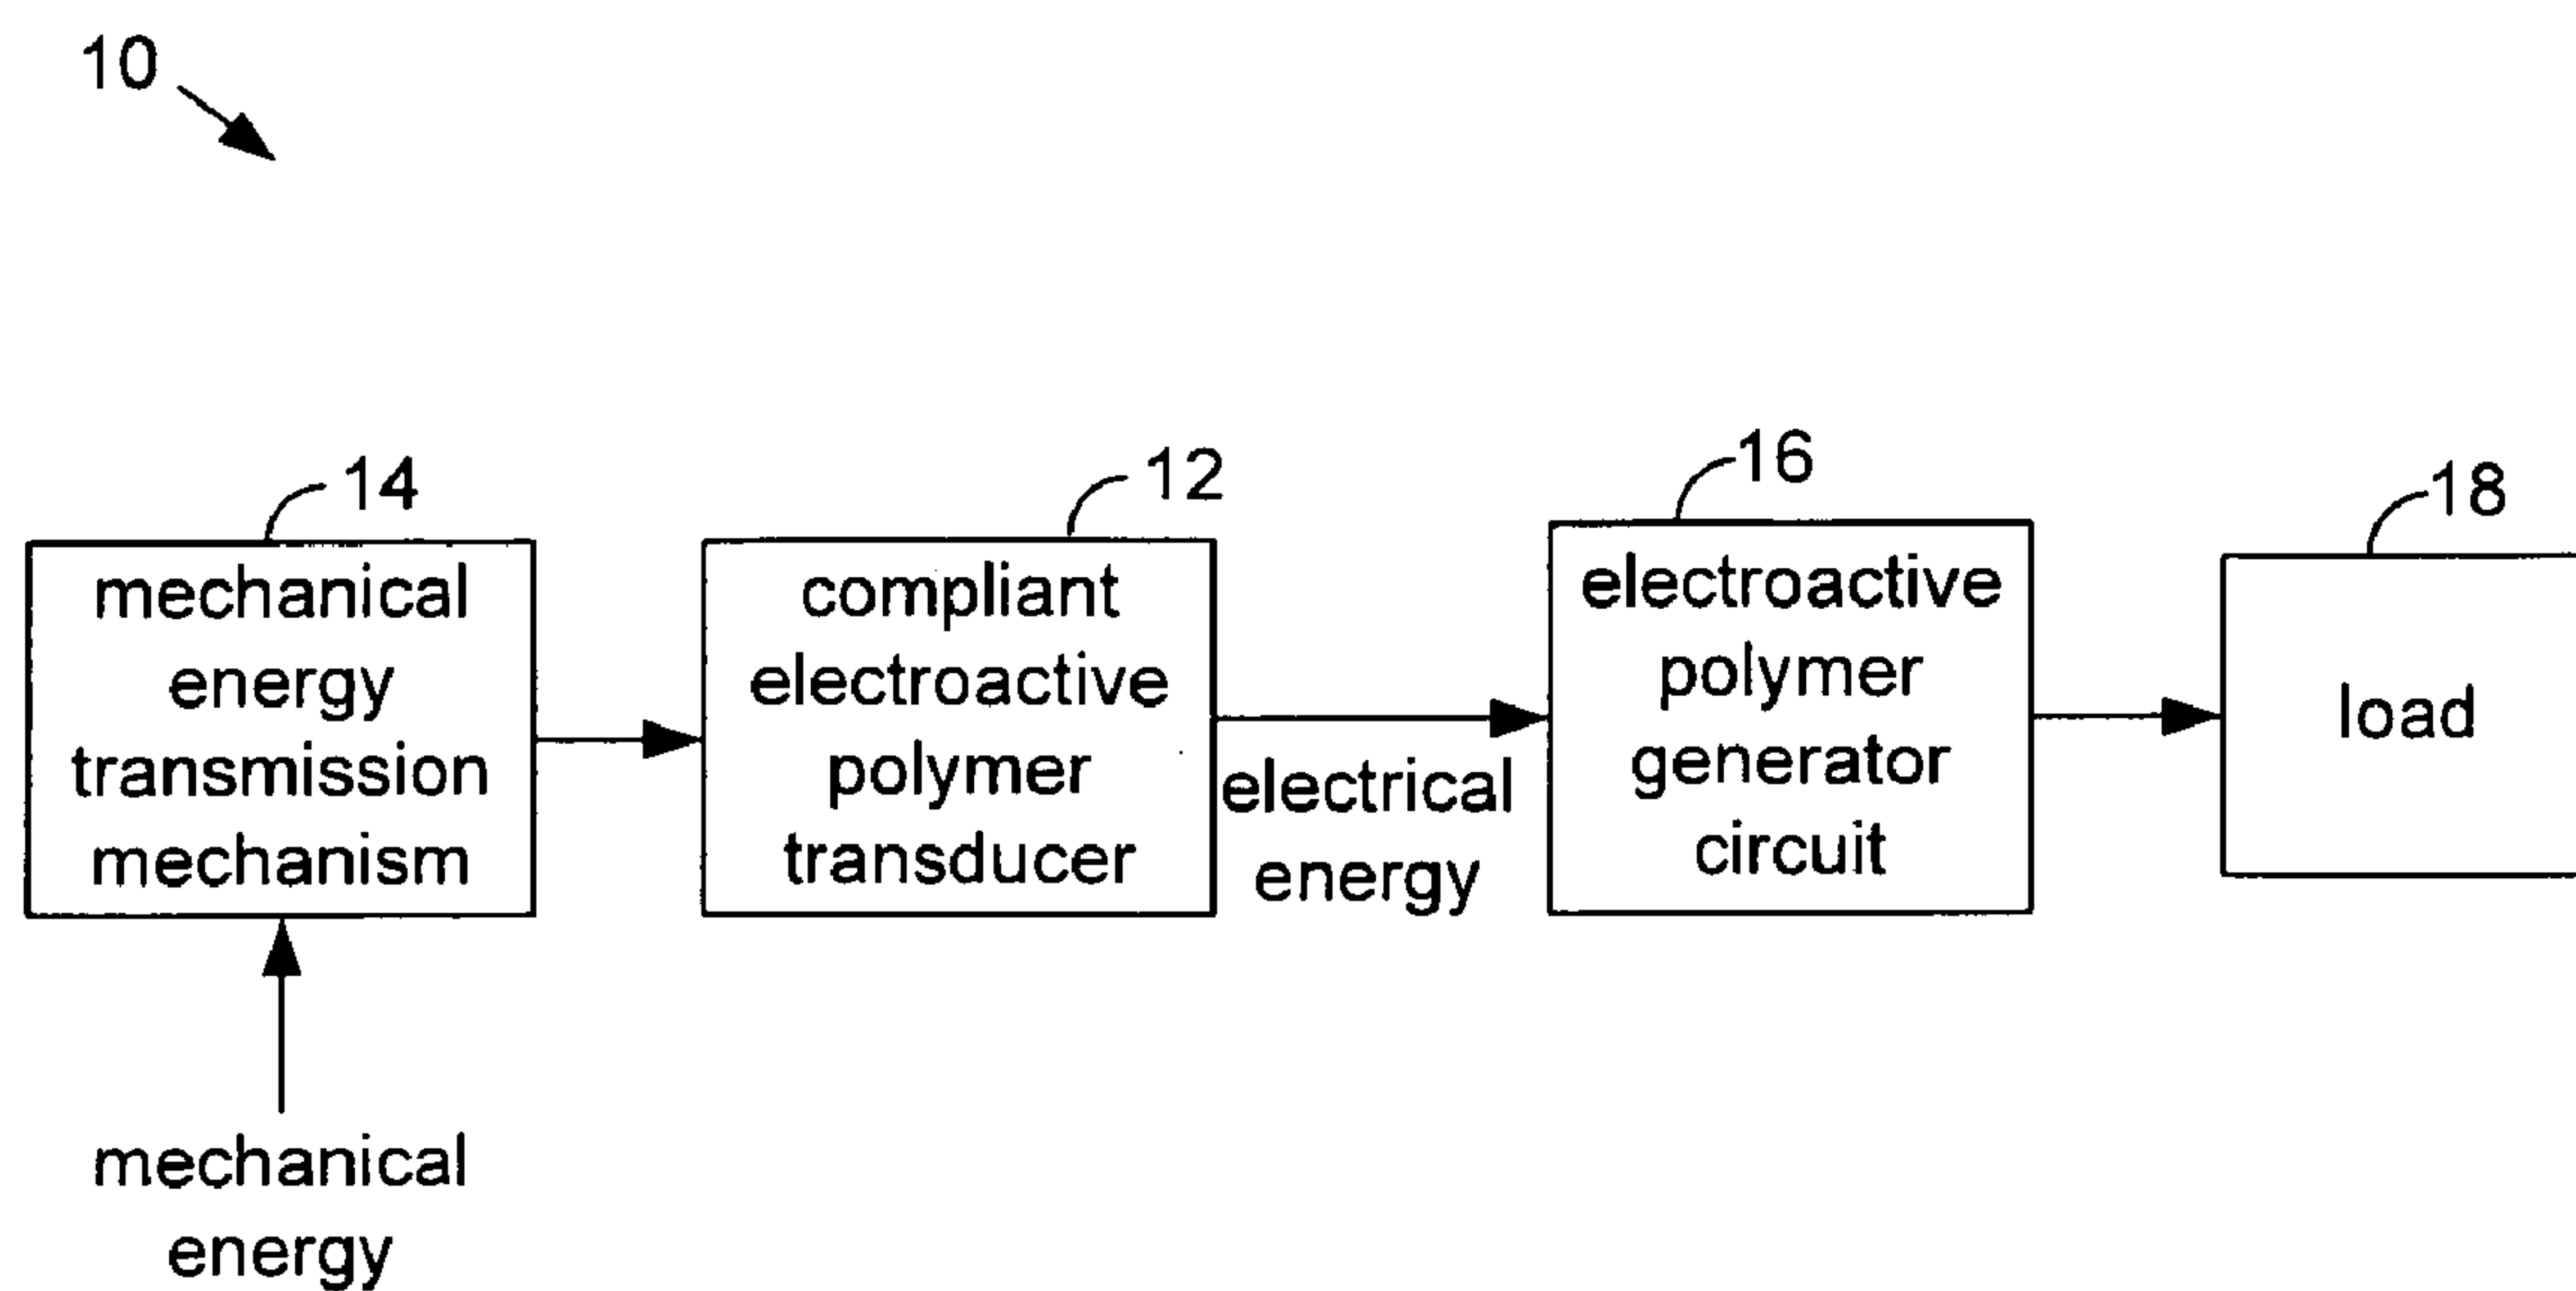 10
14
mechanical
energy
transmission
mechanism
mechanical
energy
12
compliant
electroactive
polymer
transducer
electrical
energy
16
electroactive
polymer
generator
circuit
18
load